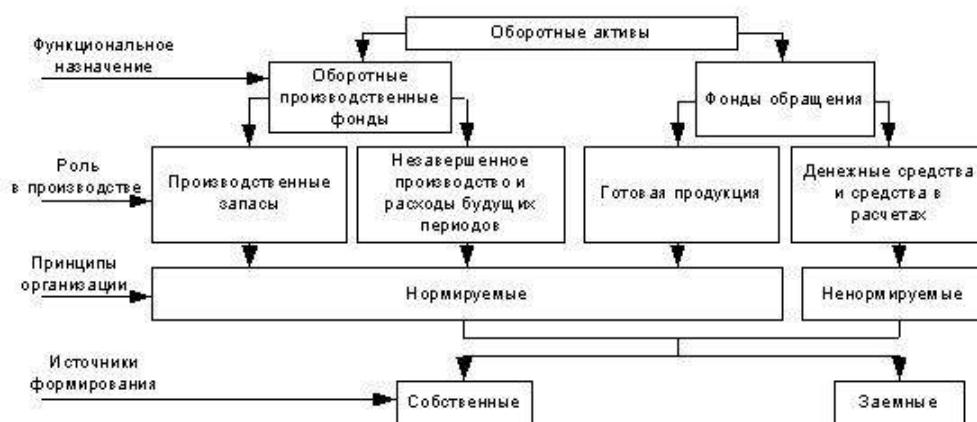 Оборотные активы
Функциональное
назначение
Оборотные
производственные
фонды
Фонды обращения
Роль
в производстве
Производственные
запасы
Незавершенное
производство и
расходы будущих
периодов
Готовая продукция
Денежные средства
и средства в
расчетах
Принципы
организации
Нормируемые
Ненормируемые
Источники
формирования
Собственные
Заемные